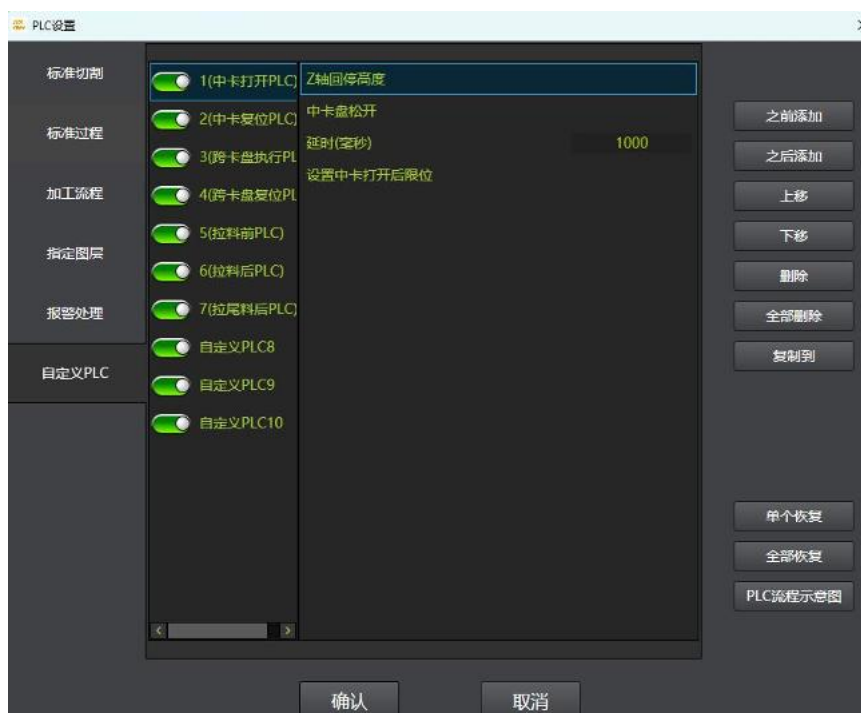 PLC设置
标准切割
标准过程
加工流程
指定图层
报警处理
自定义PLC
1(中卡打开PLC)
2(中卡复位PLC)
3(跨卡盘执行PL
4(跨卡盘复位PL
5(拉料前PLC)
6(拉料后PLC)
7(拉尾料后PLC)
自定义PLC8
自定义PLC9
自定义PLC10
Z轴回停高度
中卡盘松开
延时(毫秒) 1000
设置中卡打开后限位
之前添加
之后添加
上移
下移
删除
全部删除
复制到
单个恢复
全部恢复
PLC流程示意图
确认
取消